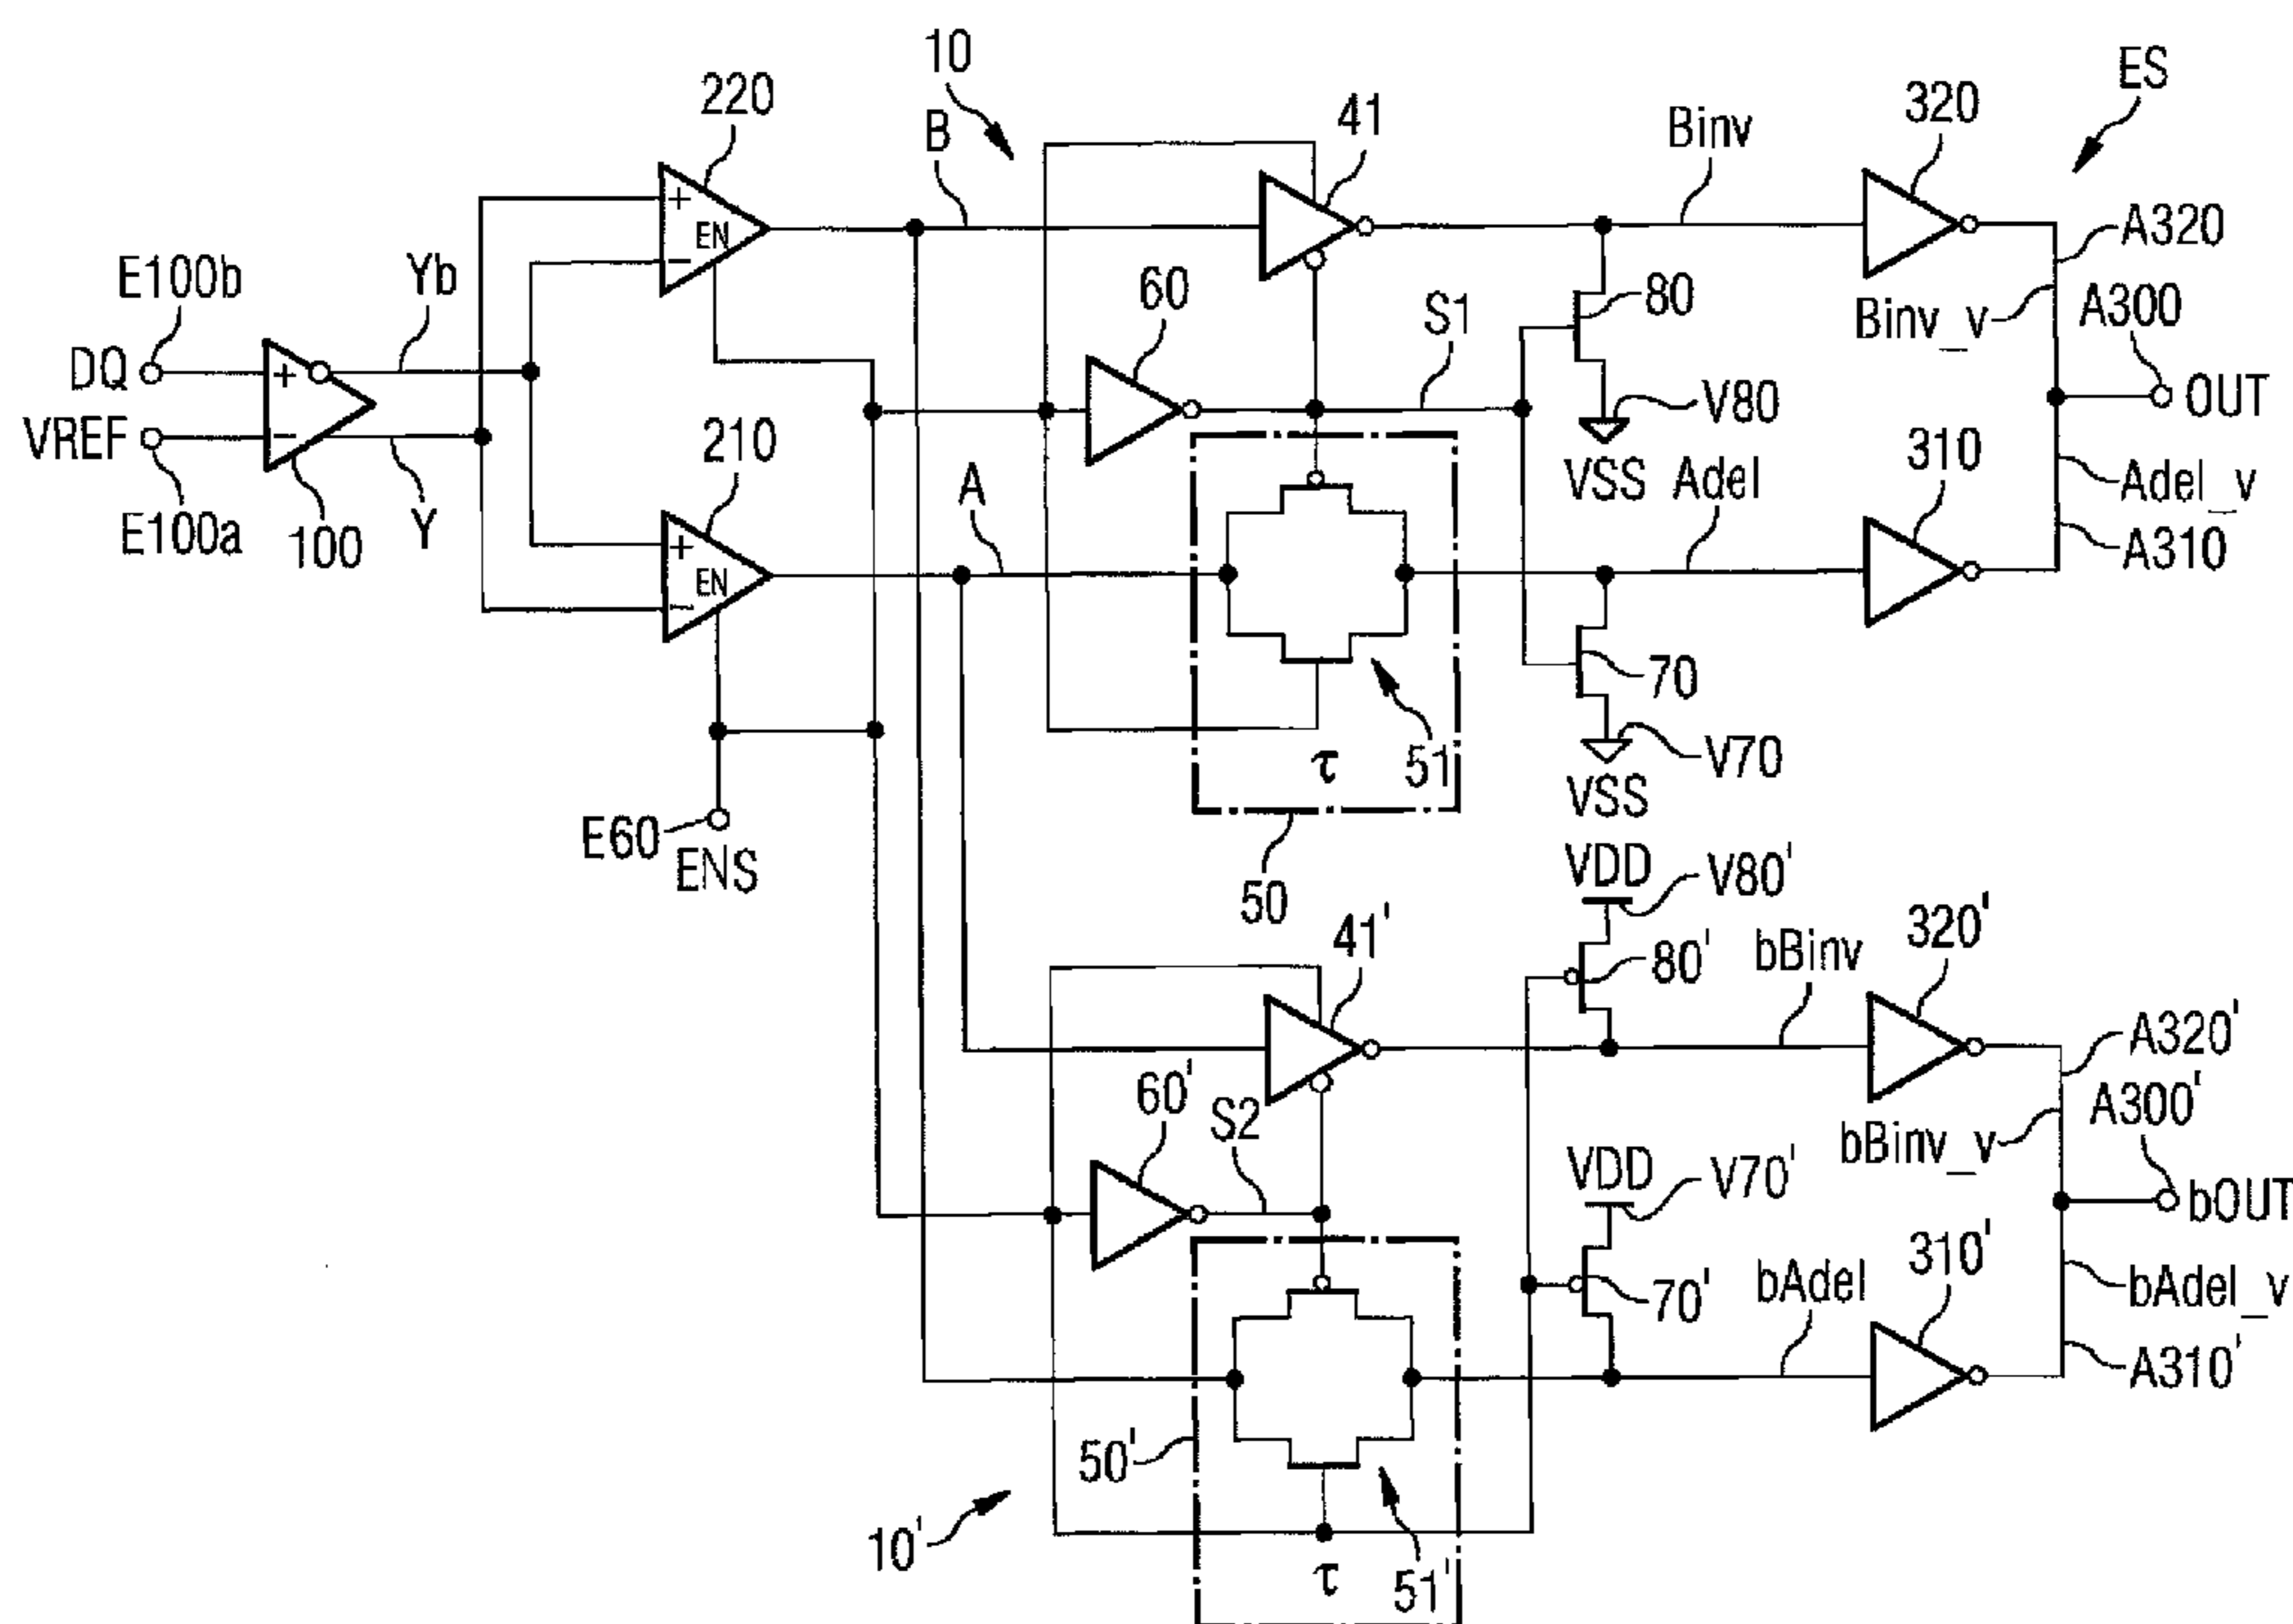 10
ES
220
41
320
B
Binv
A320
E100b
Yb
+
EN
−
60
S1
80
Binv_v
A300
DQ
+
VREF
−
V80
OUT
210
VSS
Adel
310
Adel_v
A
E100a
100
Y
+
EN
−
A310
70
τ
51
V70
VSS
E60
ENS
50
VDD
V80'
320'
41'
bBinv
80'
A320'
60'
S2
A300'
bBinv_v
VDD
V70'
bOUT
310'
bAdel
70'
bAdel_v
A310'
50'
10'
τ
51'